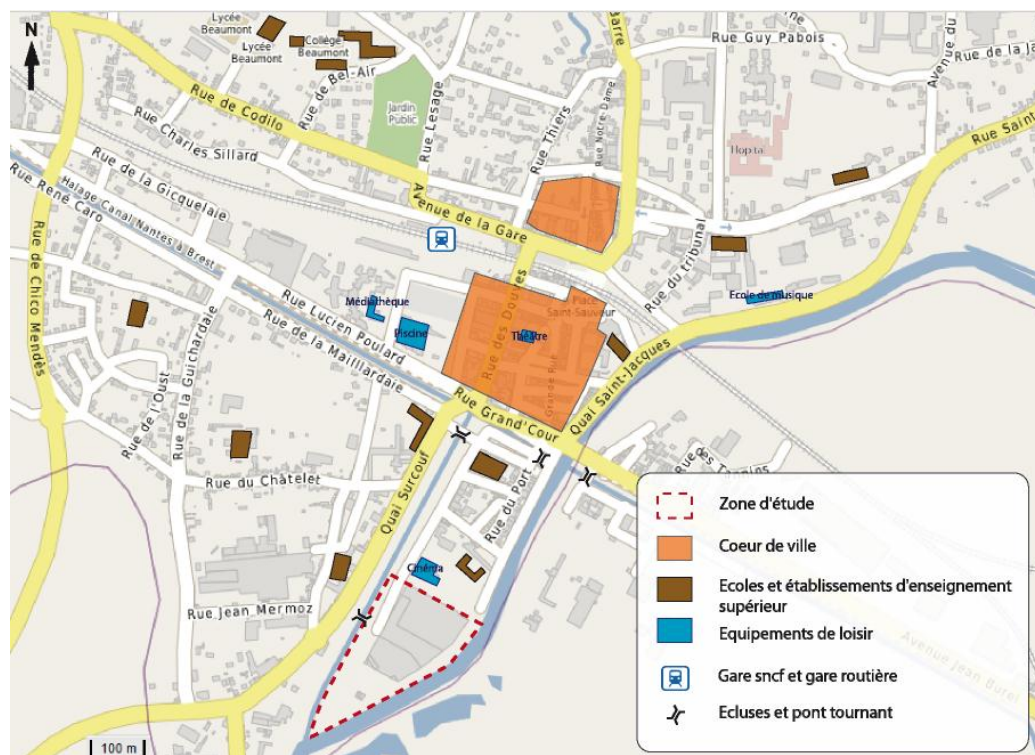 N
Lycée
Beaumont
Lycée
Beaumont
Collège
Beaumont
Rue de Bel-Air
Rue de Codilo
Jardin
Public
Rue Lesage
Rue Thiers
Rue Notre-Dame
Barre
Rue Guy Pabois
Avenue du
Rue de la
Hopital
Rue Saint
Rue Charles Sillard
Rue de la Gicquelaie
Halage Canal Nantes à Brest
Rue René Caro
Avenue de la Gare
Rue du tribunal
Rue de Chico Mendès
Rue des Douves
Place
Saint-Sauveur
Ecole de musique
Médiathèque
Piscine
Théâtre
Rue Lucien Poulard
Rue de la Mailllardaie
Grande Rue
Quai Saint-Jacques
Rue de la Guichardaie
Rue de l'Oust
Rue Grand'Cour
Rue des Tanins
Rue du Châtelet
Quai Surcouf
Rue du Port
Cinéma
Rue Jean Mermoz
Avenue Jean Burel
100 m
Zone d'étude
Coeur de ville
Ecoles et établissements d'enseignement
supérieur
Equipements de loisir
Gare sncf et gare routière
Ecluses et pont tournant